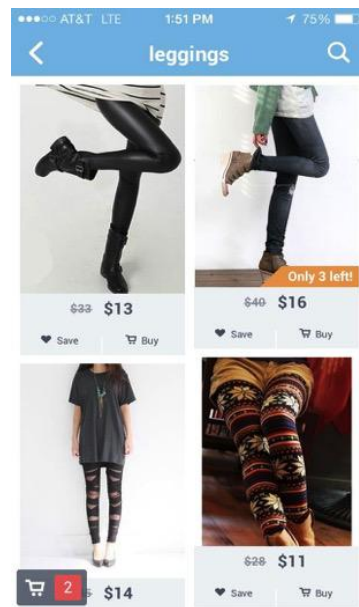 AT&T LTE 1:51 PM 75%
leggings
Only 3 left!
$33 $13
$40 $16
Save Buy
Save Buy
2
$14
$28 $11
Save Buy